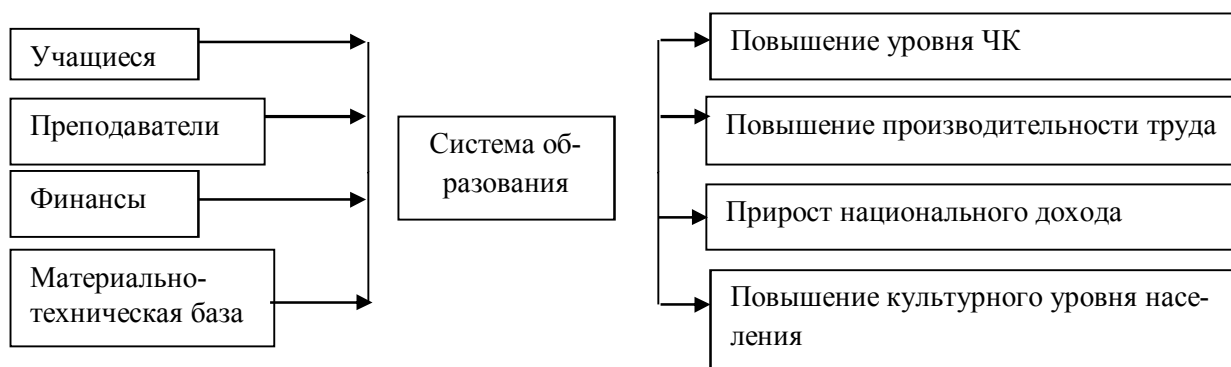 Учащиеся
Преподаватели
Финансы
Материально-
техническая база
Система об-
разования
Повышение уровня ЧК
Повышение производительности труда
Прирост национального дохода
Повышение культурного уровня насе-
ления